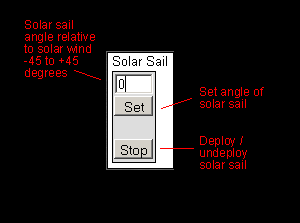 Solar sail
angle relative
to solar wind
-45 to +45
degrees
Solar Sail
0
Set
Stop
Set angle of
solar sail
Deploy /
undeploy
solar sail